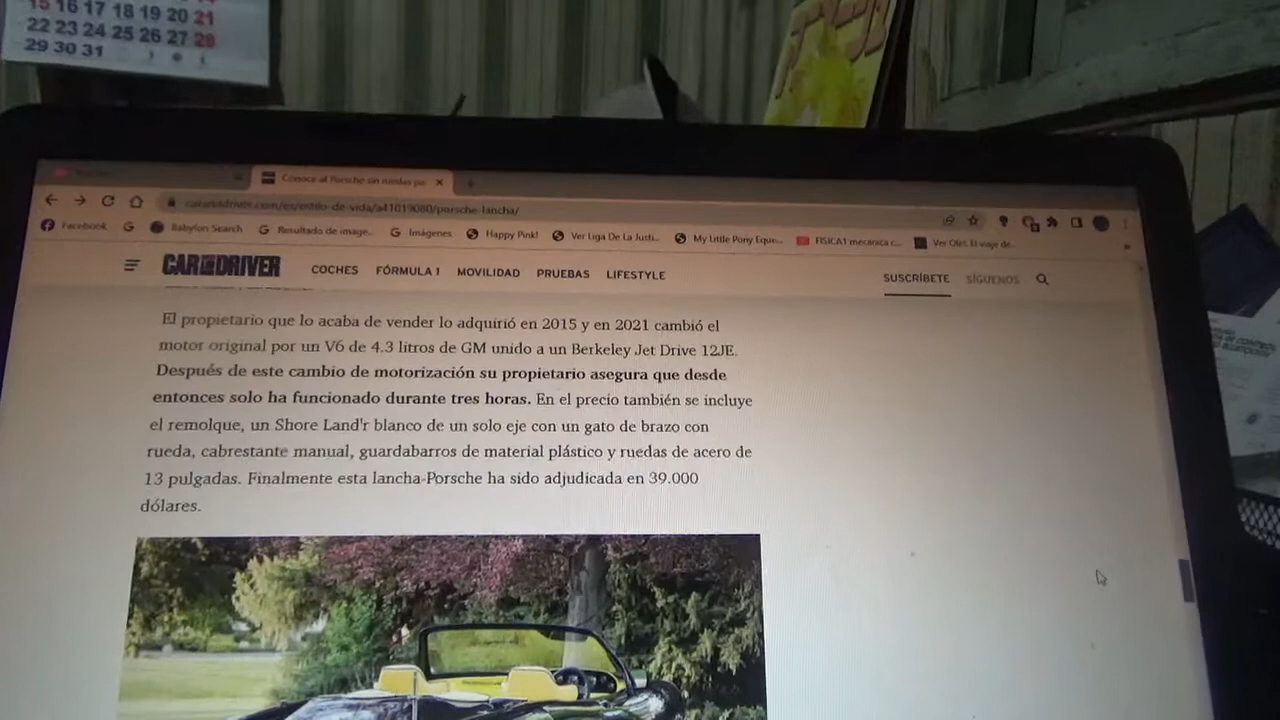 15 16 17 18 19 20 21
22 23 24 25 26 27 28
29 30 31
Conoce al Porsche sin ruedas
caranddriver.com/es/estilo-de-vida/a41019080/porsche-lancha/
Facebook G Babylon Search G Resultado de image... G Imágenes Happy Pink! Ver Liga De La Justi... My Little Pony Eque... FISICA1 mecanica c... Ver Olés. El viaje de...
CAR AND DRIVER COCHES FÓRMULA 1 MOVILIDAD PRUEBAS LIFESTYLE SUSCRÍBETE SÍGUENOS
El propietario que lo acaba de vender lo adquirió en 2015 y en 2021 cambió el
motor original por un V6 de 4.3 litros de GM unido a un Berkeley Jet Drive 12JE.
Después de este cambio de motorización su propietario asegura que desde
entonces solo ha funcionado durante tres horas. En el precio también se incluye
el remolque, un Shore Land'r blanco de un solo eje con un gato de brazo con
rueda, cabrestante manual, guardabarros de material plástico y ruedas de acero de
13 pulgadas. Finalmente esta lancha-Porsche ha sido adjudicada en 39.000
dólares.